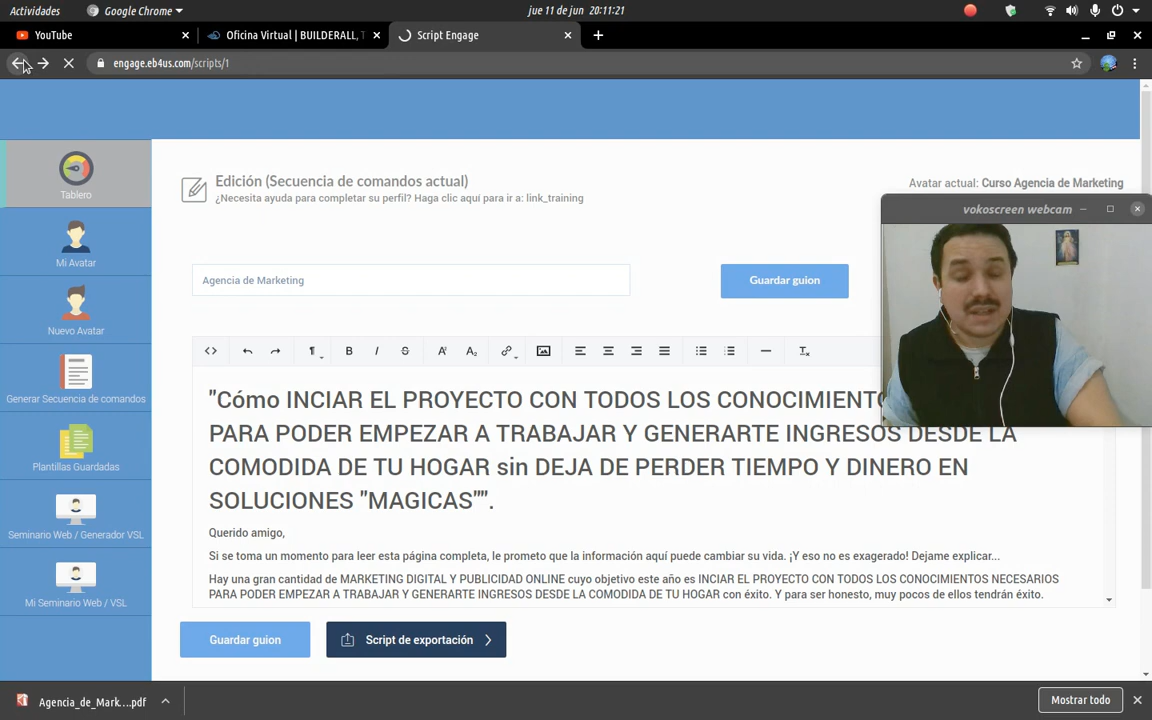 Actividades
Google Chrome
jue 11 de jun 20:11:21
YouTube
Oficina Virtual | BUILDERALL, T
Script Engage
engage.eb4us.com/scripts/1
Tablero
Mi Avatar
Nuevo Avatar
Generar Secuencia de comandos
Plantillas Guardadas
Seminario Web / Generador VSL
Mi Seminario Web / VSL
Edición (Secuencia de comandos actual)
¿Necesita ayuda para completar su perfil? Haga clic aquí para ir a: link_training
Avatar actual: Curso Agencia de Marketing
vokoscreen webcam
Agencia de Marketing
Guardar guion
"Cómo INCIAR EL PROYECTO CON TODOS LOS CONOCIMIENTO
PARA PODER EMPEZAR A TRABAJAR Y GENERARTE INGRESOS DESDE LA
COMODIDA DE TU HOGAR sin DEJA DE PERDER TIEMPO Y DINERO EN
SOLUCIONES "MAGICAS"".
Querido amigo,
Si se toma un momento para leer esta página completa, le prometo que la información aquí puede cambiar su vida. ¡Y eso no es exagerado! Dejame explicar...
Hay una gran cantidad de MARKETING DIGITAL Y PUBLICIDAD ONLINE cuyo objetivo este año es INCIAR EL PROYECTO CON TODOS LOS CONOCIMIENTOS NECESARIOS
PARA PODER EMPEZAR A TRABAJAR Y GENERARTE INGRESOS DESDE LA COMODIDA DE TU HOGAR con éxito. Y para ser honesto, muy pocos de ellos tendrán éxito.
Guardar guion
Script de exportación
Agencia_de_Mark....pdf
Mostrar todo